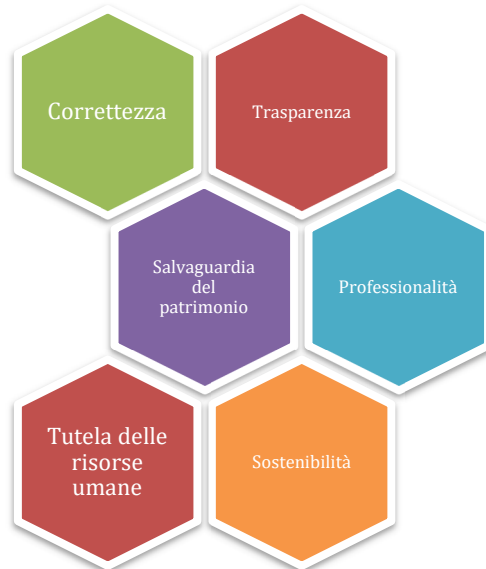 Correttezza
Trasparenza
Salvaguardia
del
patrimonio
Professionalità
Tutela delle
risorse
umane
Sostenibilità